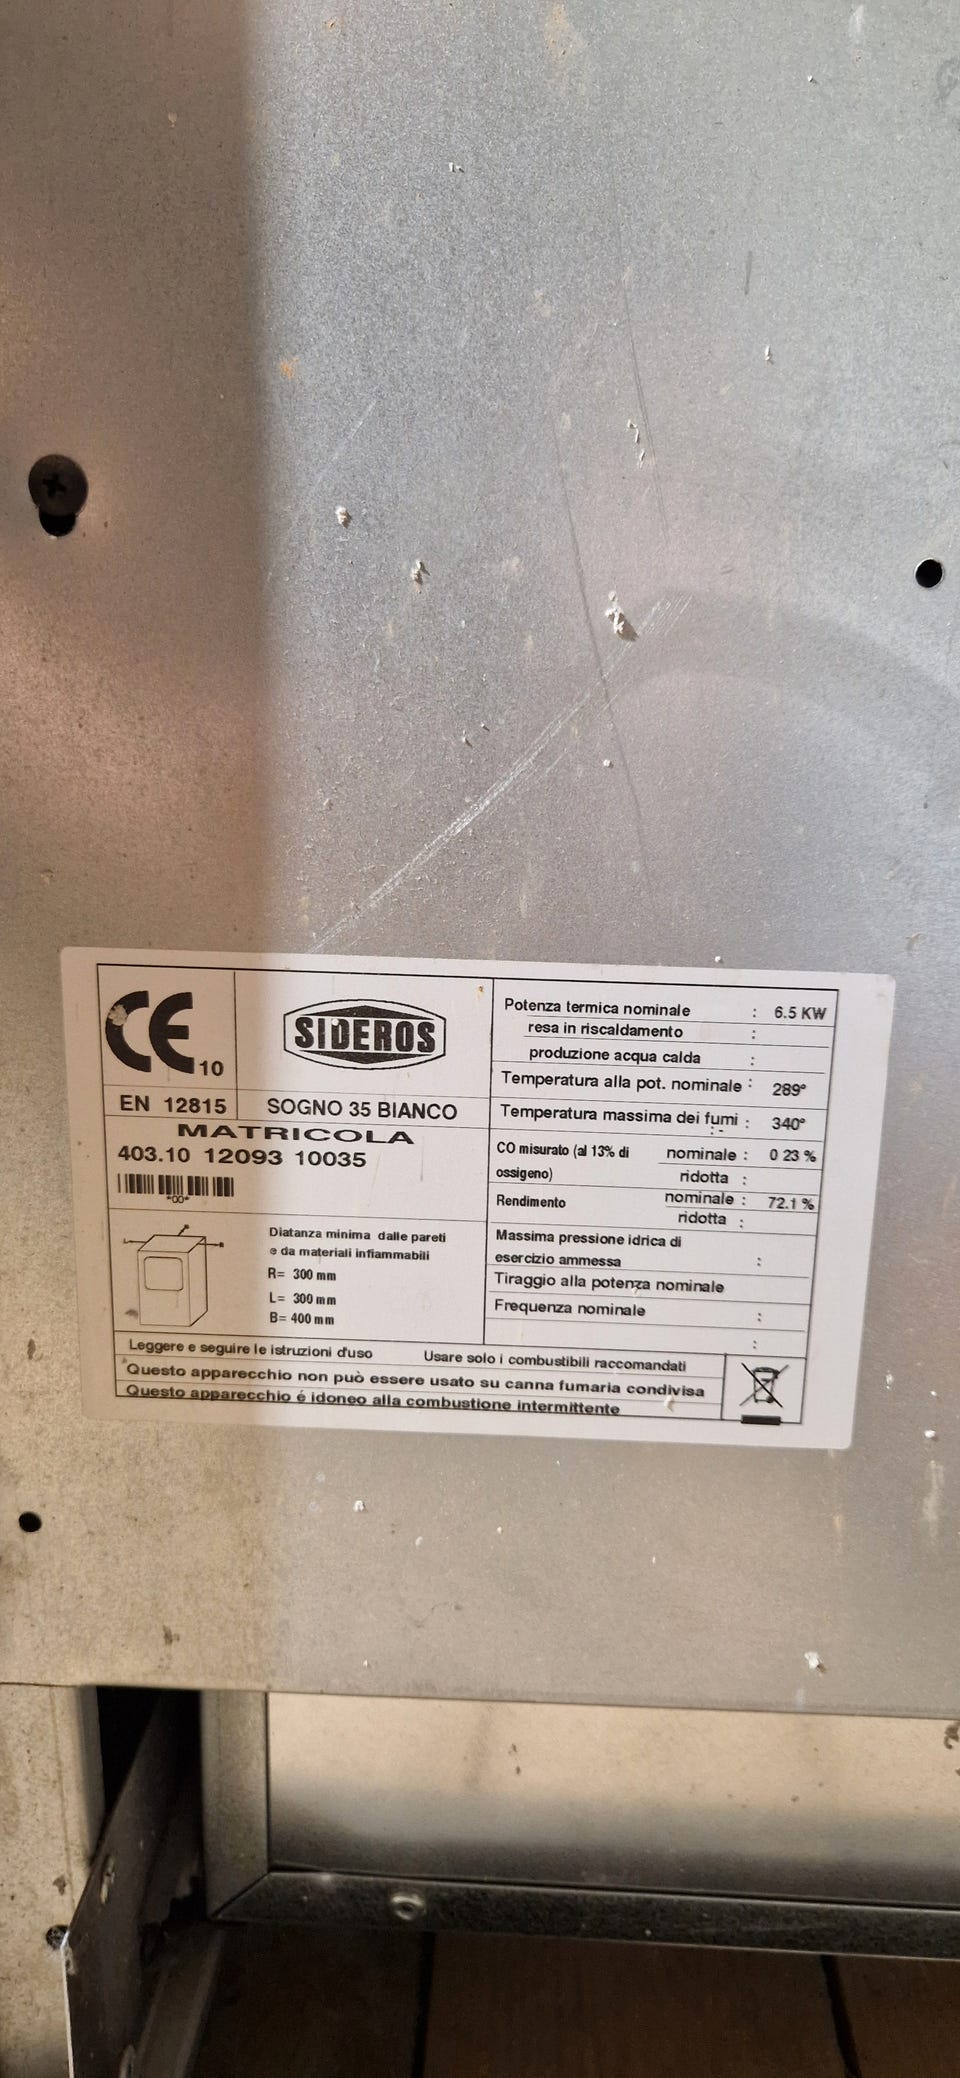 CE 10
SIDEROS
EN 12815
SOGNO 35 BIANCO
MATRICOLA
403.10 12093 10035
*00*
Diatanza minima dalle pareti
e da materiali infiammabili
R= 300 mm
L= 300 mm
B= 400 mm
Potenza termica nominale : 6.5 KW
resa in riscaldamento :
produzione acqua calda :
Temperatura alla pot. nominale : 289°
Temperatura massima dei fumi : 340°
CO misurato (al 13% di
ossigeno)
nominale : 0 23 %
ridotta :
Rendimento
nominale : 72.1 %
ridotta :
Massima pressione idrica di
esercizio ammessa :
Tiraggio alla potenza nominale
Frequenza nominale :
:
Leggere e seguire le istruzioni d'uso Usare solo i combustibili raccomandati
Questo apparecchio non può essere usato su canna fumaria condivisa
Questo apparecchio é idoneo alla combustione intermittente